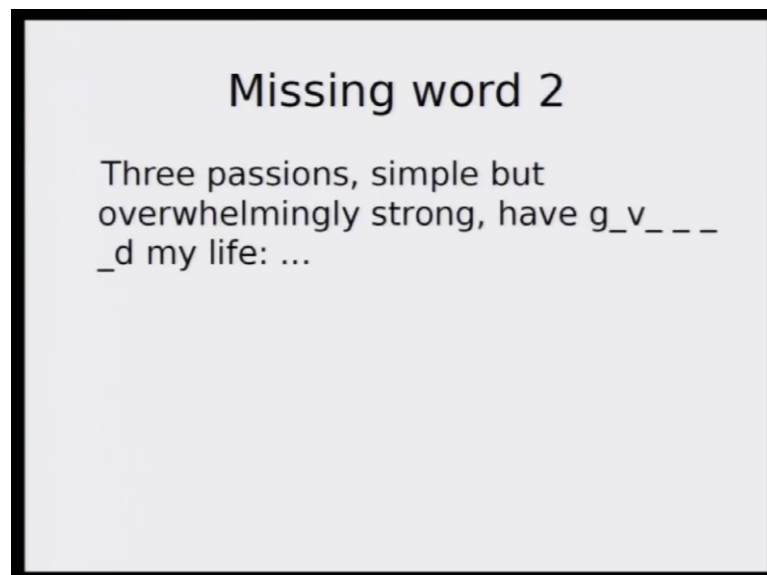 Missing word 2
Three passions, simple but
overwhelmingly strong, have g_v_ _ _
_d my life: ...